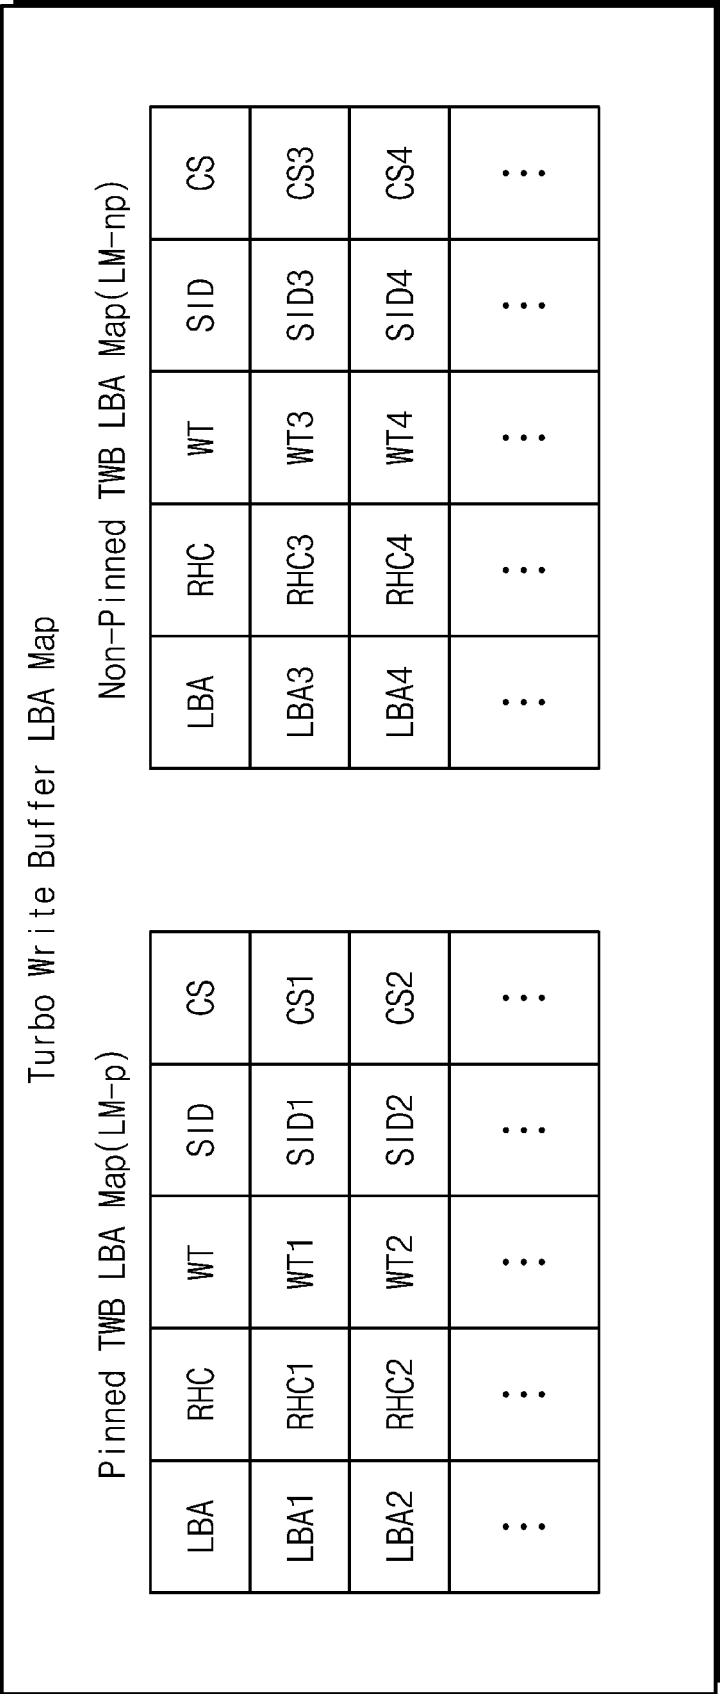 Turbo Write Buffer LBA Map
Pinned TWB LBA Map(LM-p)
LBA RHC WT SID CS
LBA1 RHC1 WT1 SID1 CS1
LBA2 RHC2 WT2 SID2 CS2
... ... ... ... ...
Non-Pinned TWB LBA Map(LM-np)
LBA RHC WT SID CS
LBA3 RHC3 WT3 SID3 CS3
LBA4 RHC4 WT4 SID4 CS4
... ... ... ... ...